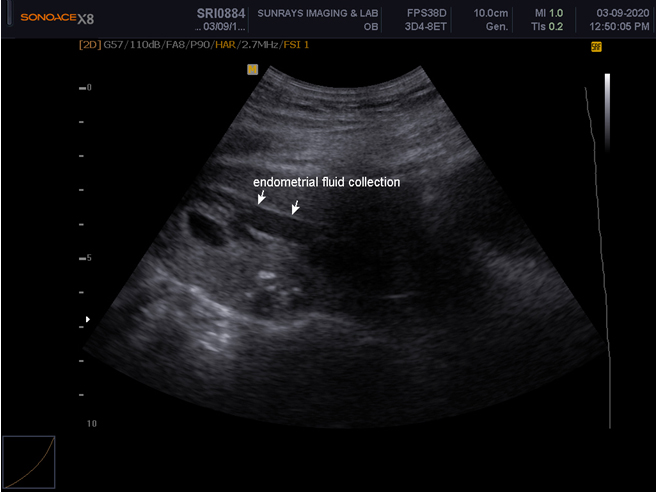 SONOACE X8
SRI0884
... 03/09/1...
SUNRAYS IMAGING & LAB
OB
FPS38D
3D4-8ET
10.0cm
Gen.
MI 1.0
TIs 0.2
03-09-2020
12:50:05 PM
[2D] G57/110dB/FA8/P90/HAR/2.7MHz/FSI 1
0
endometrial fluid collection
5
10